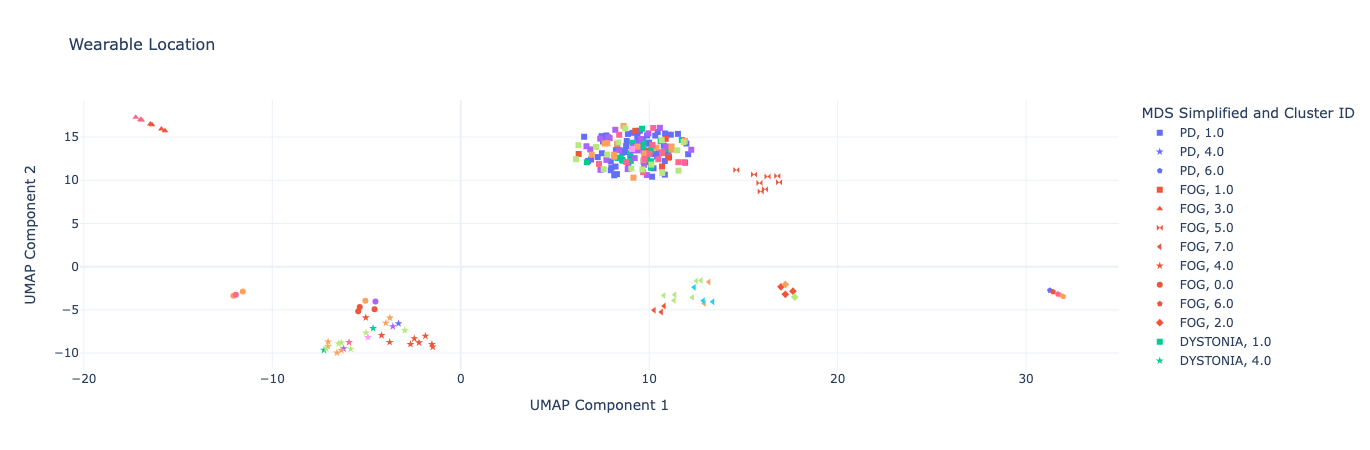 Wearable Location
MDS Simplified and Cluster ID
PD, 1.0
PD, 4.0
PD, 6.0
FOG, 1.0
FOG, 3.0
FOG, 5.0
FOG, 7.0
FOG, 4.0
FOG, 0.0
FOG, 6.0
FOG, 2.0
DYSTONIA, 1.0
DYSTONIA, 4.0
UMAP Component 2
15
10
5
0
−5
−10
−20
−10
0
10
20
30
UMAP Component 1